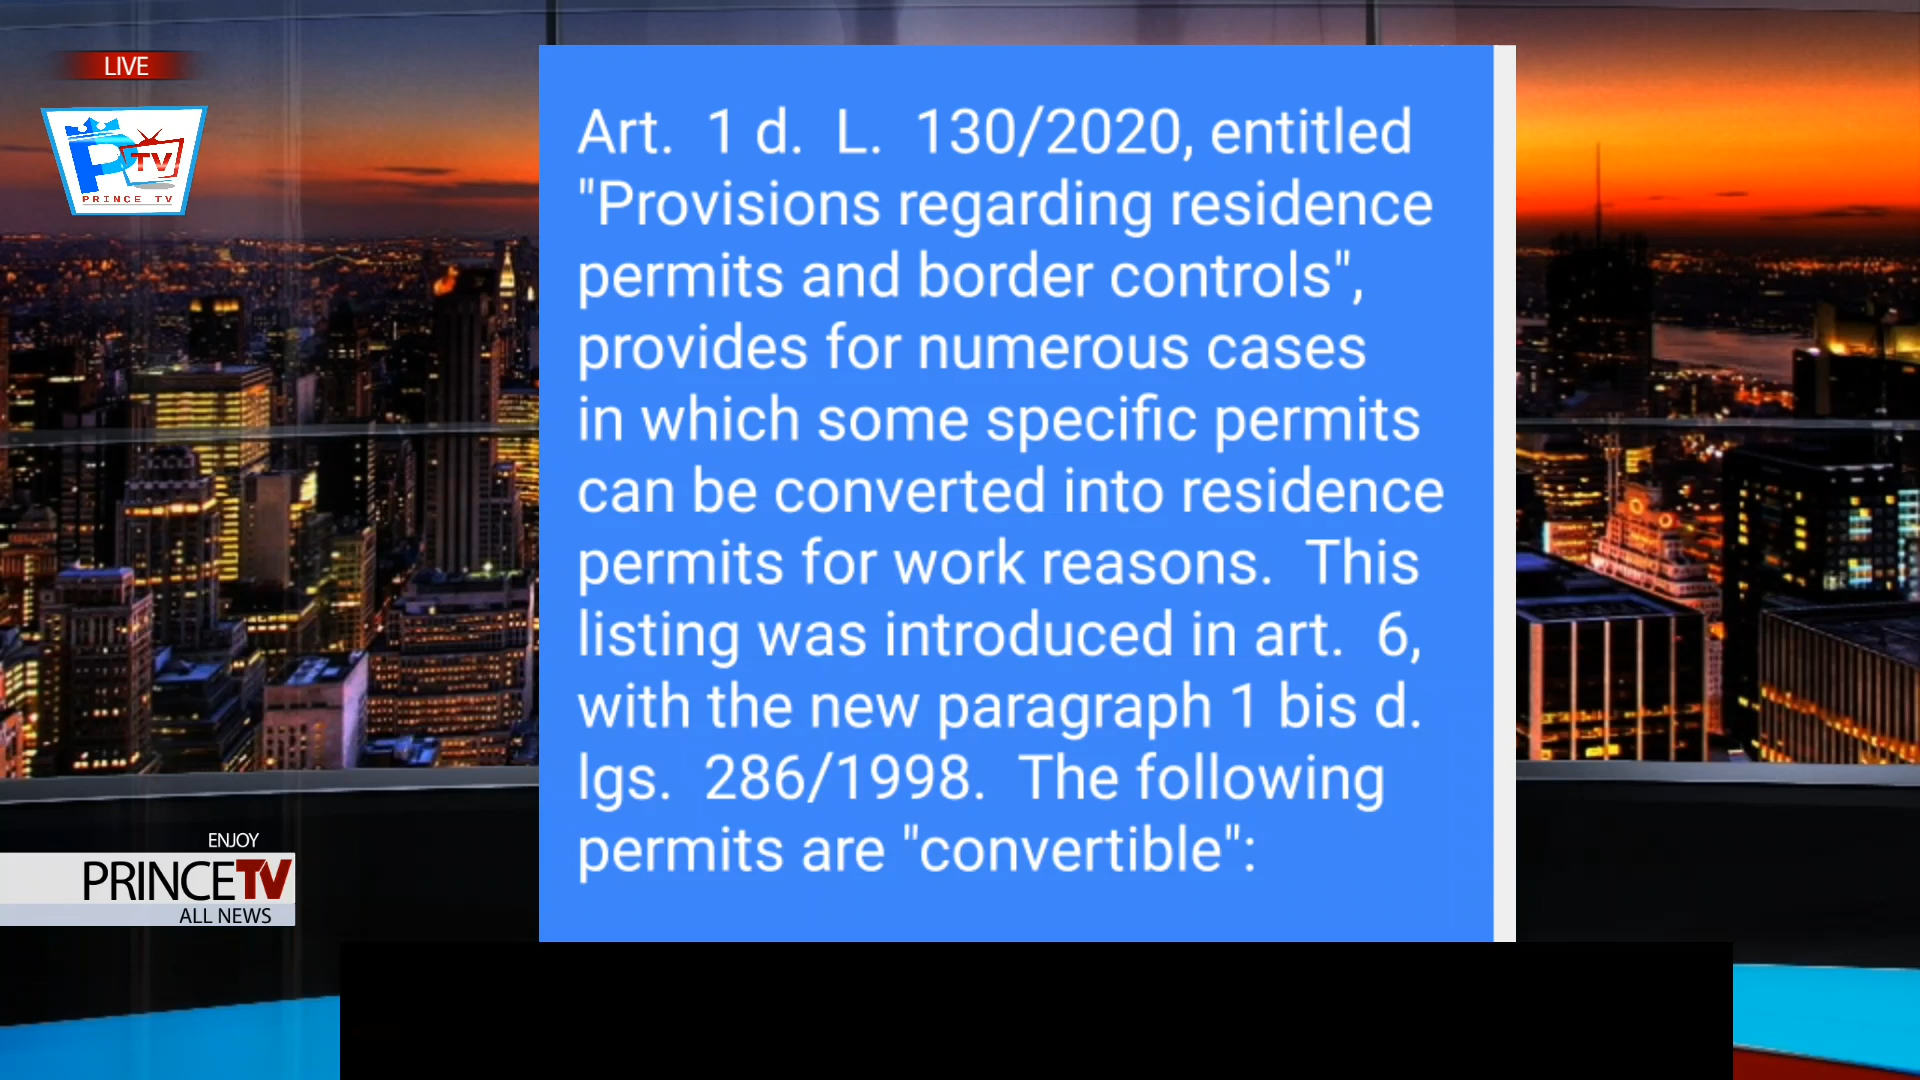 LIVE
P TV
PRINCE TV
Art. 1 d. L. 130/2020, entitled
"Provisions regarding residence
permits and border controls",
provides for numerous cases
in which some specific permits
can be converted into residence
permits for work reasons. This
listing was introduced in art. 6,
with the new paragraph 1 bis d.
lgs. 286/1998. The following
permits are "convertible":
ENJOY
PRINCETV
ALL NEWS